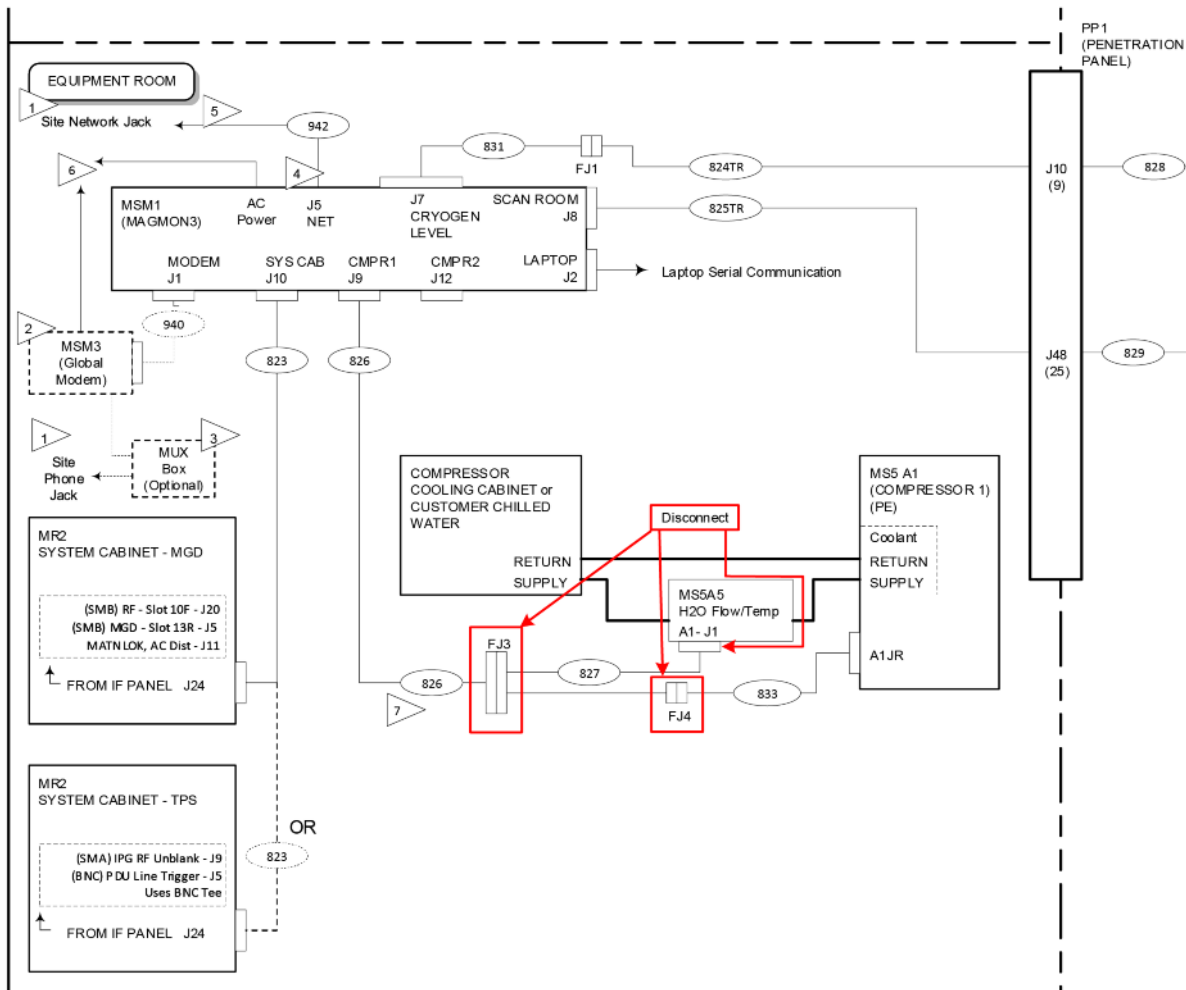 PP1
(PENETRATION
PANEL)
EQUIPMENT ROOM
1
Site Network Jack
5
942
831
FJ1
824TR
J10
(9)
828
6
4
MSM1
(MAGMON3)
AC
Power
J5
NET
J7
CRYOGEN
LEVEL
SCAN ROOM
J8
825TR
MODEM
J1
SYS CAB
J10
CMPR1
J9
CMPR2
J12
LAPTOP
J2
Laptop Serial Communication
2
940
MSM3
(Global
Modem)
823
826
J48
(25)
829
1
Site
Phone
Jack
3
MUX
Box
(Optional)
COMPRESSOR
COOLING CABINET or
CUSTOMER CHILLED
WATER
RETURN
SUPPLY
Disconnect
MS5 A1
(COMPRESSOR 1)
(PE)
Coolant
RETURN
SUPPLY
A1JR
MS5A5
H2O Flow/Temp
A1- J1
FJ3
826
827
7
FJ4
833
MR2
SYSTEM CABINET - MGD
(SMB) RF - Slot 10F - J20
(SMB) MGD - Slot 13R - J5
MATNLOK, AC Dist - J11
FROM IF PANEL J24
MR2
SYSTEM CABINET - TPS
(SMA) IPG RF Unblank - J9
(BNC) PDU Line Trigger - J5
Uses BNC Tee
FROM IF PANEL J24
OR
823